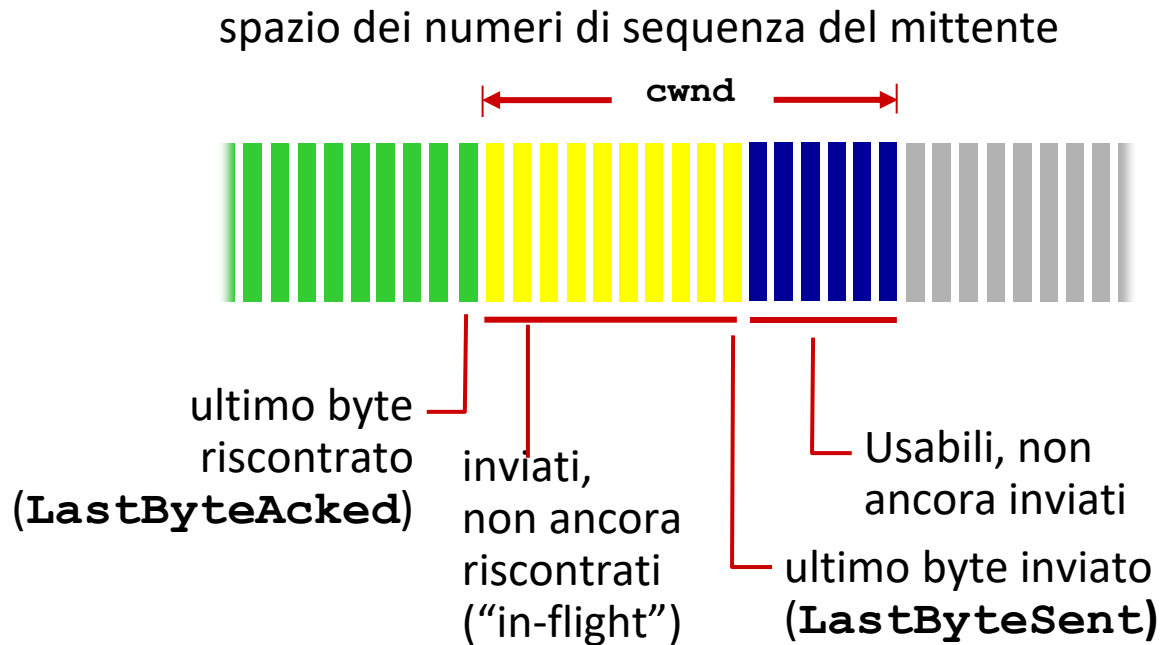 spazio dei numeri di sequenza del mittente
cwnd
ultimo byte
riscontrato
(LastByteAcked)
inviati,
non ancora
riscontrati
(“in-flight”)
Usabili, non
ancora inviati
ultimo byte inviato
(LastByteSent)